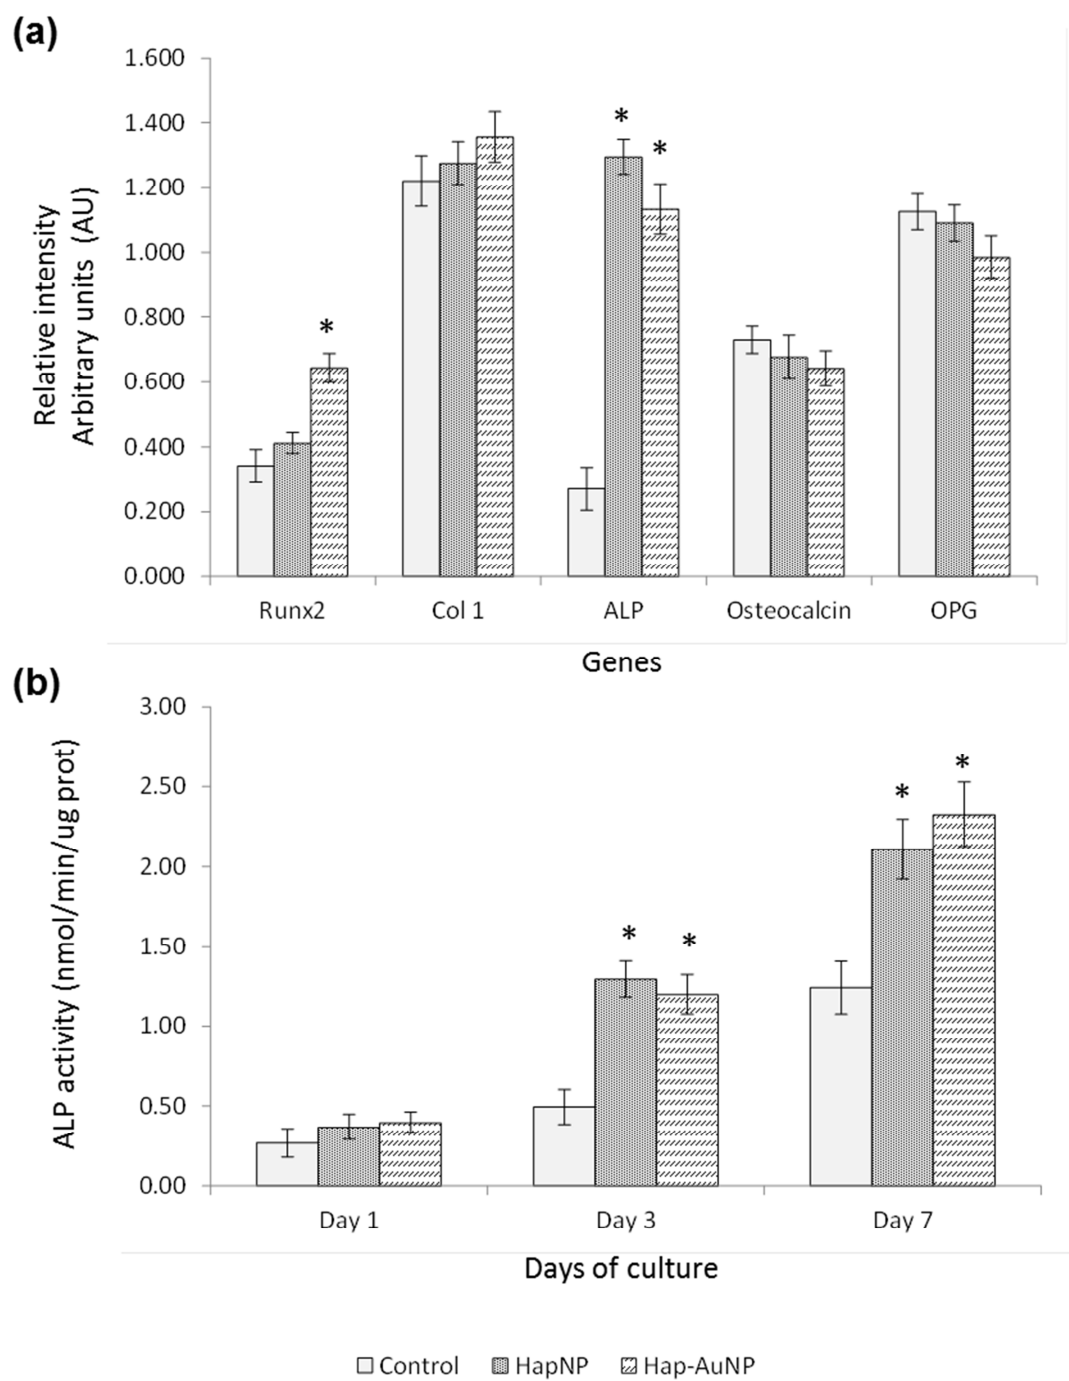 (a)
1.600
1.400
1.200
1.000
0.800
0.600
0.400
0.200
0.000
Relative intensity
Arbitrary units (AU)
*
*
*
Runx2 Col 1 ALP Osteocalcin OPG
Genes
(b)
3.00
2.50
2.00
1.50
1.00
0.50
0.00
ALP activity (nmol/min/ug prot)
*
*
*
*
Day 1 Day 3 Day 7
Days of culture
Control HapNP Hap-AuNP